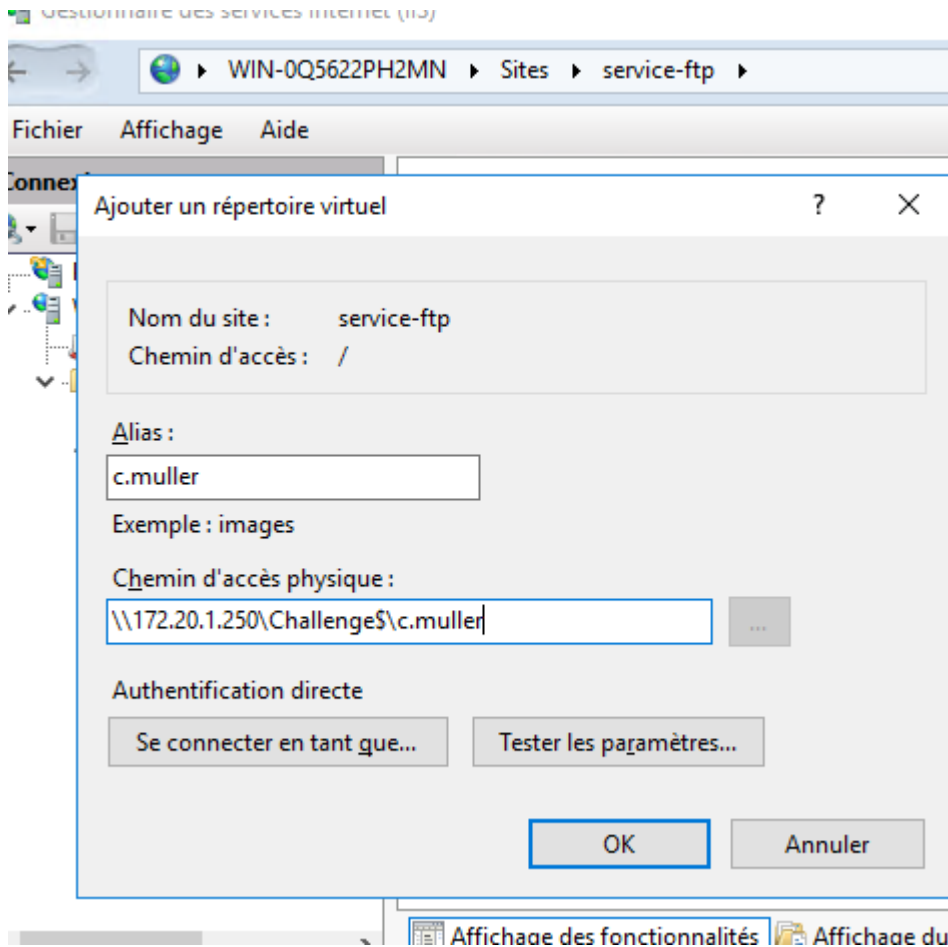 Gestionnaire des services Internet (IIS)
WIN-0Q5622PH2MN Sites service-ftp
Fichier Affichage Aide
Connex
Ajouter un répertoire virtuel ?
Nom du site : service-ftp
Chemin d'accès : /
Alias :
c.muller
Exemple : images
Chemin d'accès physique :
\\172.20.1.250\Challenge$\c.muller
...
Authentification directe
Se connecter en tant que... Tester les paramètres...
OK Annuler
Affichage des fonctionnalités Affichage du